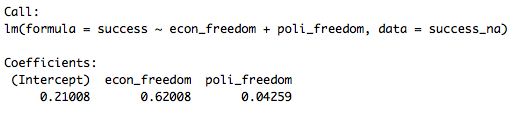 Call:
lm(formula = success ~ econ_freedom + poli_freedom, data = success_na)
Coefficients:
(Intercept) econ_freedom poli_freedom
0.21008 0.62008 0.04259